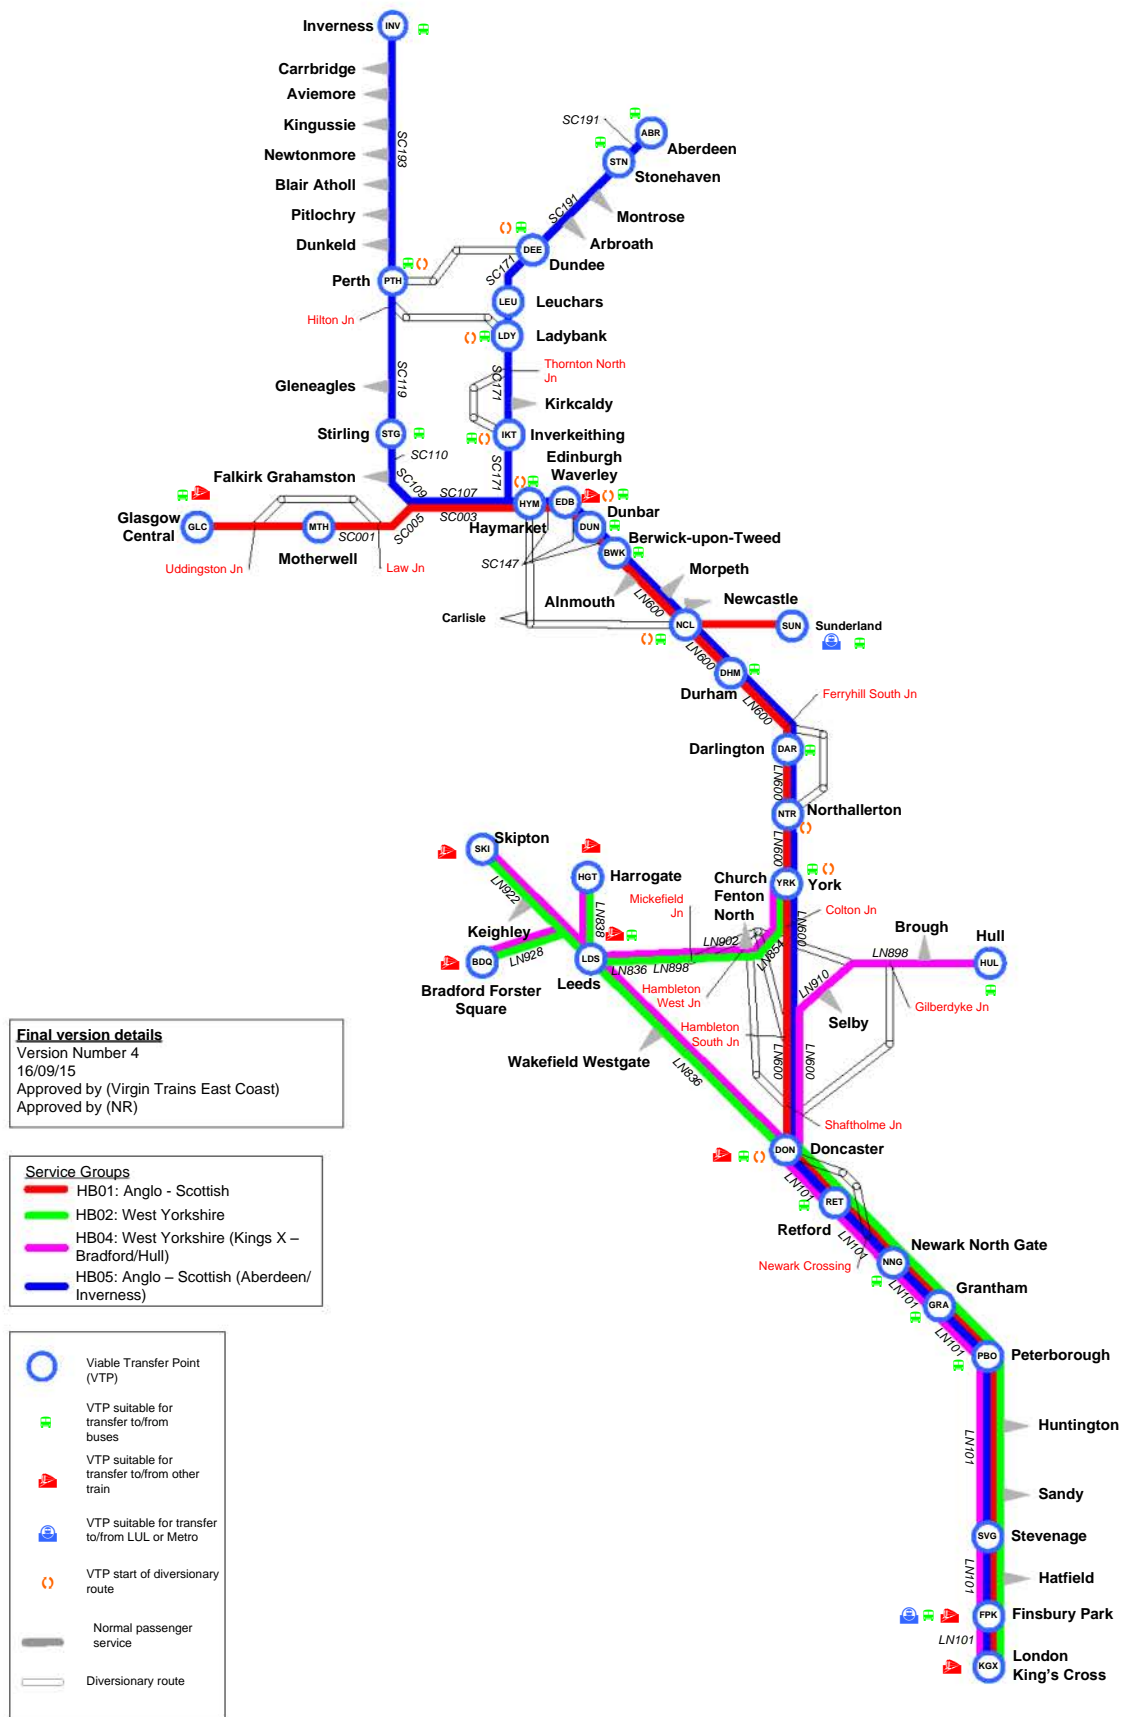 Inverness
INV
Carrbridge
Aviemore
Kingussie
Newtonmore
Blair Atholl
Pitlochry
Dunkeld
SC193
Perth
PTH
Hilton Jn
SC119
Gleneagles
Stirling
STG
SC110
Falkirk Grahamston
SC109
SC191
ABR
Aberdeen
STN
Stonehaven
SC191
Montrose
Arbroath
DEE
Dundee
SC171
LEU
Leuchars
LDY
Ladybank
Thornton North
Jn
SC171
Kirkcaldy
IKT
Inverkeithing
SC171
Edinburgh
Waverley
SC107
SC003
SC005
HYM
Haymarket
EDB
DUN
Dunbar
Glasgow
Central
GLC
MTH
Motherwell
SC001
Uddingston Jn
Law Jn
SC147
BWK
Berwick-upon-Tweed
Morpeth
Alnmouth
LN600
Newcastle
Carlisle
NCL
SUN
Sunderland
LN600
DHM
Durham
LN600
Ferryhill South Jn
Darlington
DAR
LN600
NTR
Northallerton
LN600
YRK
York
Church
Fenton
North
Colton Jn
LN600
SKI
Skipton
LN922
HGT
Harrogate
LN838
Mickefield
Jn
Keighley
LN928
BDQ
Bradford Forster
Square
LDS
Leeds
LN836
LN898
LN902
LN854
Hambleton
West Jn
Hambleton
South Jn
LN600
LN600
Brough
LN898
Hull
HUL
LN910
Selby
Gilberdyke Jn
Wakefield Westgate
LN836
Shaftholme Jn
DON
Doncaster
LN101
RET
Retford
LN101
Newark Crossing
NNG
Newark North Gate
LN101
GRA
Grantham
LN101
PBO
Peterborough
LN101
Huntington
Sandy
SVG
Stevenage
LN101
Hatfield
FPK
Finsbury Park
LN101
KGX
London
King's Cross
Final version details
Version Number 4
16/09/15
Approved by (Virgin Trains East Coast)
Approved by (NR)
Service Groups
HB01: Anglo - Scottish
HB02: West Yorkshire
HB04: West Yorkshire (Kings X –
Bradford/Hull)
HB05: Anglo – Scottish (Aberdeen/
Inverness)
Viable Transfer Point
(VTP)
VTP suitable for
transfer to/from
buses
VTP suitable for
transfer to/from other
train
VTP suitable for transfer
to/from LUL or Metro
VTP start of diversionary
route
Normal passenger
service
Diversionary route